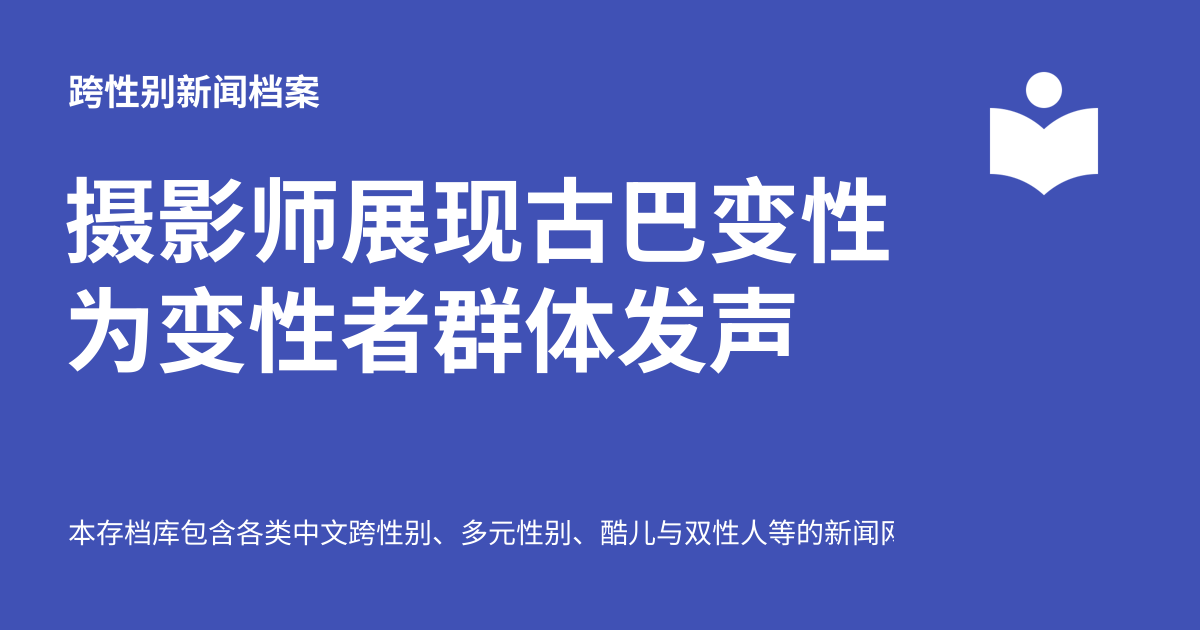 跨性别新闻档案
摄影师展现古巴变性
为变性者群体发声
本存档库包含各类中文跨性别、多元性别、酷儿与双性人等的新闻